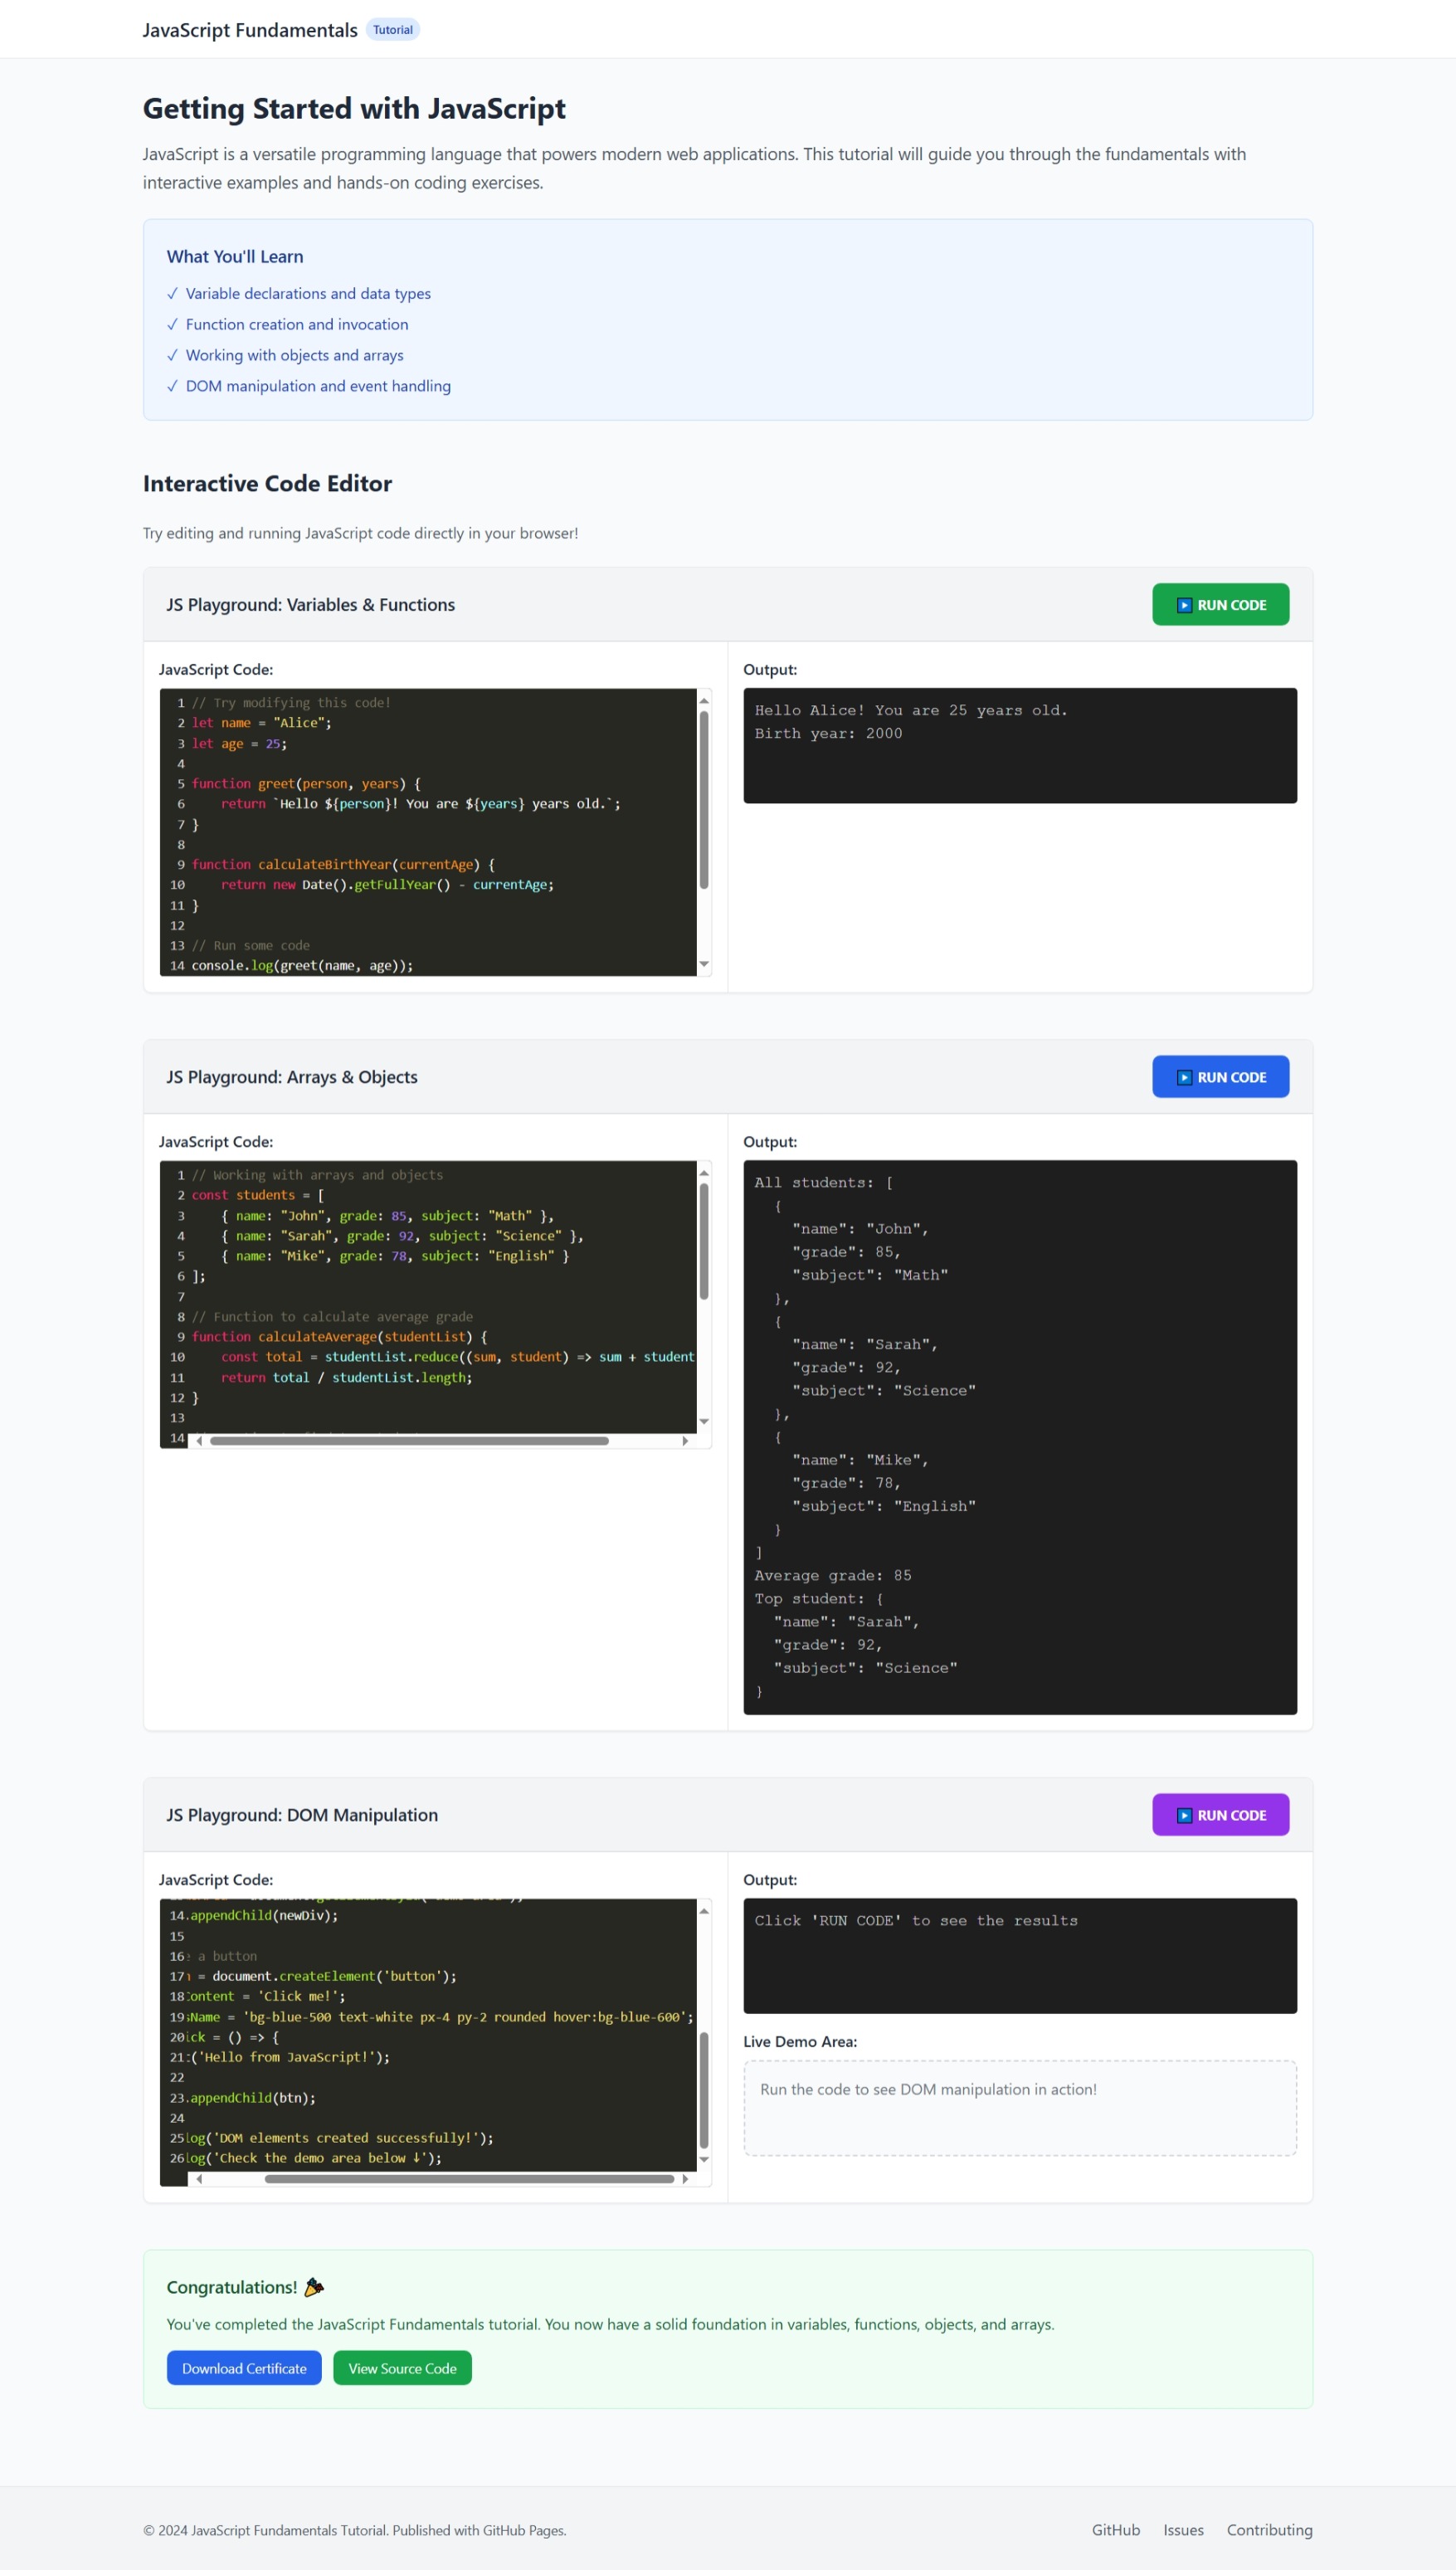 JavaScript Fundamentals Tutorial
Getting Started with JavaScript
JavaScript is a versatile programming language that powers modern web applications. This tutorial will guide you through the fundamentals with
interactive examples and hands-on coding exercises.
What You'll Learn
✓ Variable declarations and data types
✓ Function creation and invocation
✓ Working with objects and arrays
✓ DOM manipulation and event handling
Interactive Code Editor
Try editing and running JavaScript code directly in your browser!
JS Playground: Variables & Functions
▶️ RUN CODE
JavaScript Code:
1 // Try modifying this code!
2 let name = "Alice";
3 let age = 25;
4
5 function greet(person, years) {
6     return `Hello ${person}! You are ${years} years old.`;
7 }
8
9 function calculateBirthYear(currentAge) {
10     return new Date().getFullYear() - currentAge;
11 }
12
13 // Run some code
14 console.log(greet(name, age));
Output:
Hello Alice! You are 25 years old.
Birth year: 2000
JS Playground: Arrays & Objects
▶️ RUN CODE
JavaScript Code:
1 // Working with arrays and objects
2 const students = [
3     { name: "John", grade: 85, subject: "Math" },
4     { name: "Sarah", grade: 92, subject: "Science" },
5     { name: "Mike", grade: 78, subject: "English" }
6 ];
7
8 // Function to calculate average grade
9 function calculateAverage(studentList) {
10     const total = studentList.reduce((sum, student) => sum + student
11     return total / studentList.length;
12 }
13
14
Output:
All students: [
  {
    "name": "John",
    "grade": 85,
    "subject": "Math"
  },
  {
    "name": "Sarah",
    "grade": 92,
    "subject": "Science"
  },
  {
    "name": "Mike",
    "grade": 78,
    "subject": "English"
  }
]
Average grade: 85
Top student: {
  "name": "Sarah",
  "grade": 92,
  "subject": "Science"
}
JS Playground: DOM Manipulation
▶️ RUN CODE
JavaScript Code:
14 .appendChild(newDiv);
15
16 a button
17 = document.createElement('button');
18 ontent = 'Click me!';
19 Name = 'bg-blue-500 text-white px-4 py-2 rounded hover:bg-blue-600';
20 ick = () => {
21 ('Hello from JavaScript!');
22
23 .appendChild(btn);
24
25 log('DOM elements created successfully!');
26 log('Check the demo area below ↓');
Output:
Click 'RUN CODE' to see the results
Live Demo Area:
Run the code to see DOM manipulation in action!
Congratulations! 🎉
You've completed the JavaScript Fundamentals tutorial. You now have a solid foundation in variables, functions, objects, and arrays.
Download Certificate
View Source Code
© 2024 JavaScript Fundamentals Tutorial. Published with GitHub Pages.
GitHub Issues Contributing